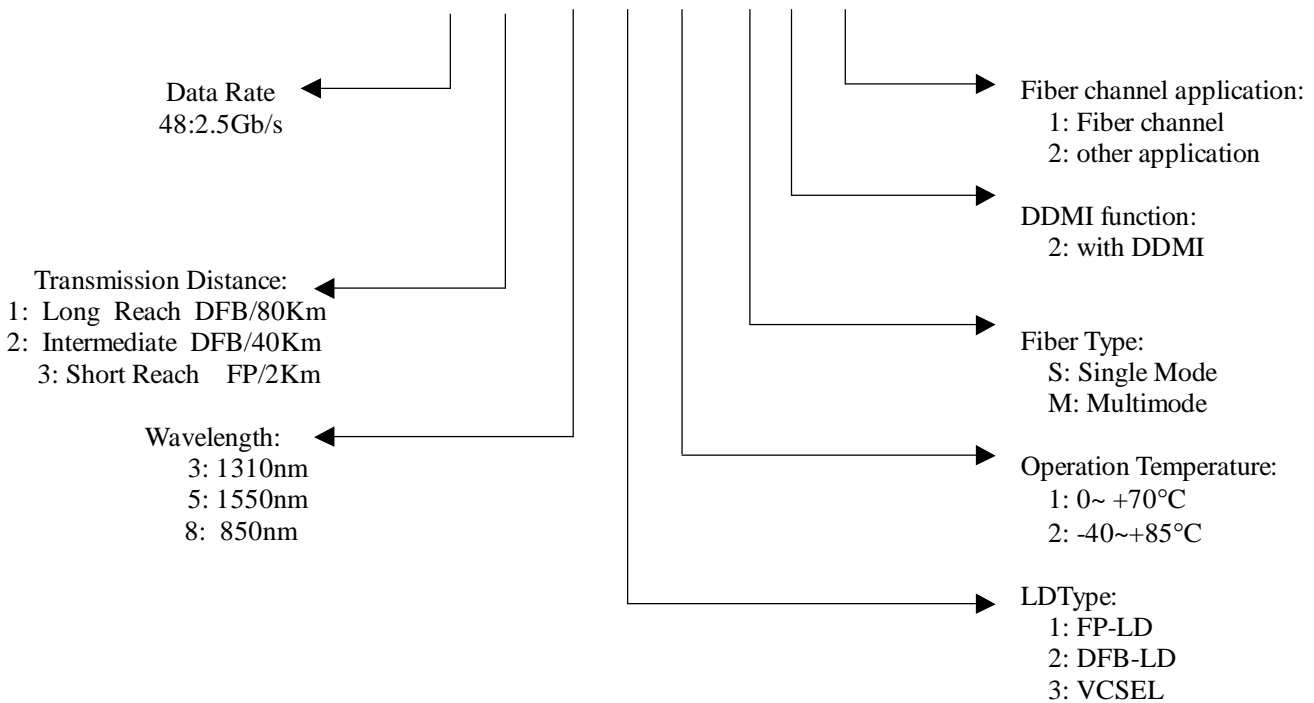 Data Rate
48:2.5Gb/s
Transmission Distance:
1: Long Reach DFB/80Km
2: Intermediate DFB/40Km
3: Short Reach FP/2Km
Wavelength:
3: 1310nm
5: 1550nm
8: 850nm
Fiber channel application:
1: Fiber channel
2: other application
DDMI function:
2: with DDMI
Fiber Type:
S: Single Mode
M: Multimode
Operation Temperature:
1: 0~ +70°C
2: -40~+85°C
LDType:
1: FP-LD
2: DFB-LD
3: VCSEL